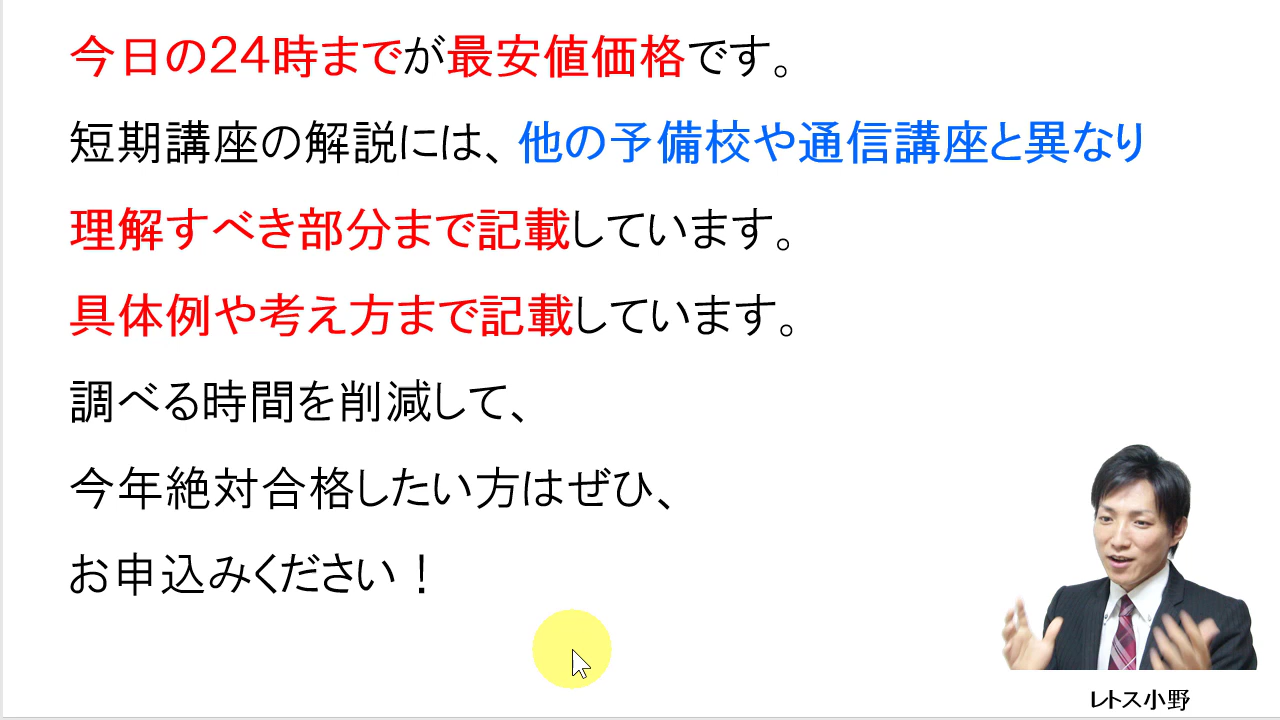 今日の24時までが最安値価格です。
短期講座の解説には、他の予備校や通信講座と異なり
理解すべき部分まで記載しています。
具体例や考え方まで記載しています。
調べる時間を削減して、
今年絶対合格したい方はぜひ、
お申込みください！
レトス小野